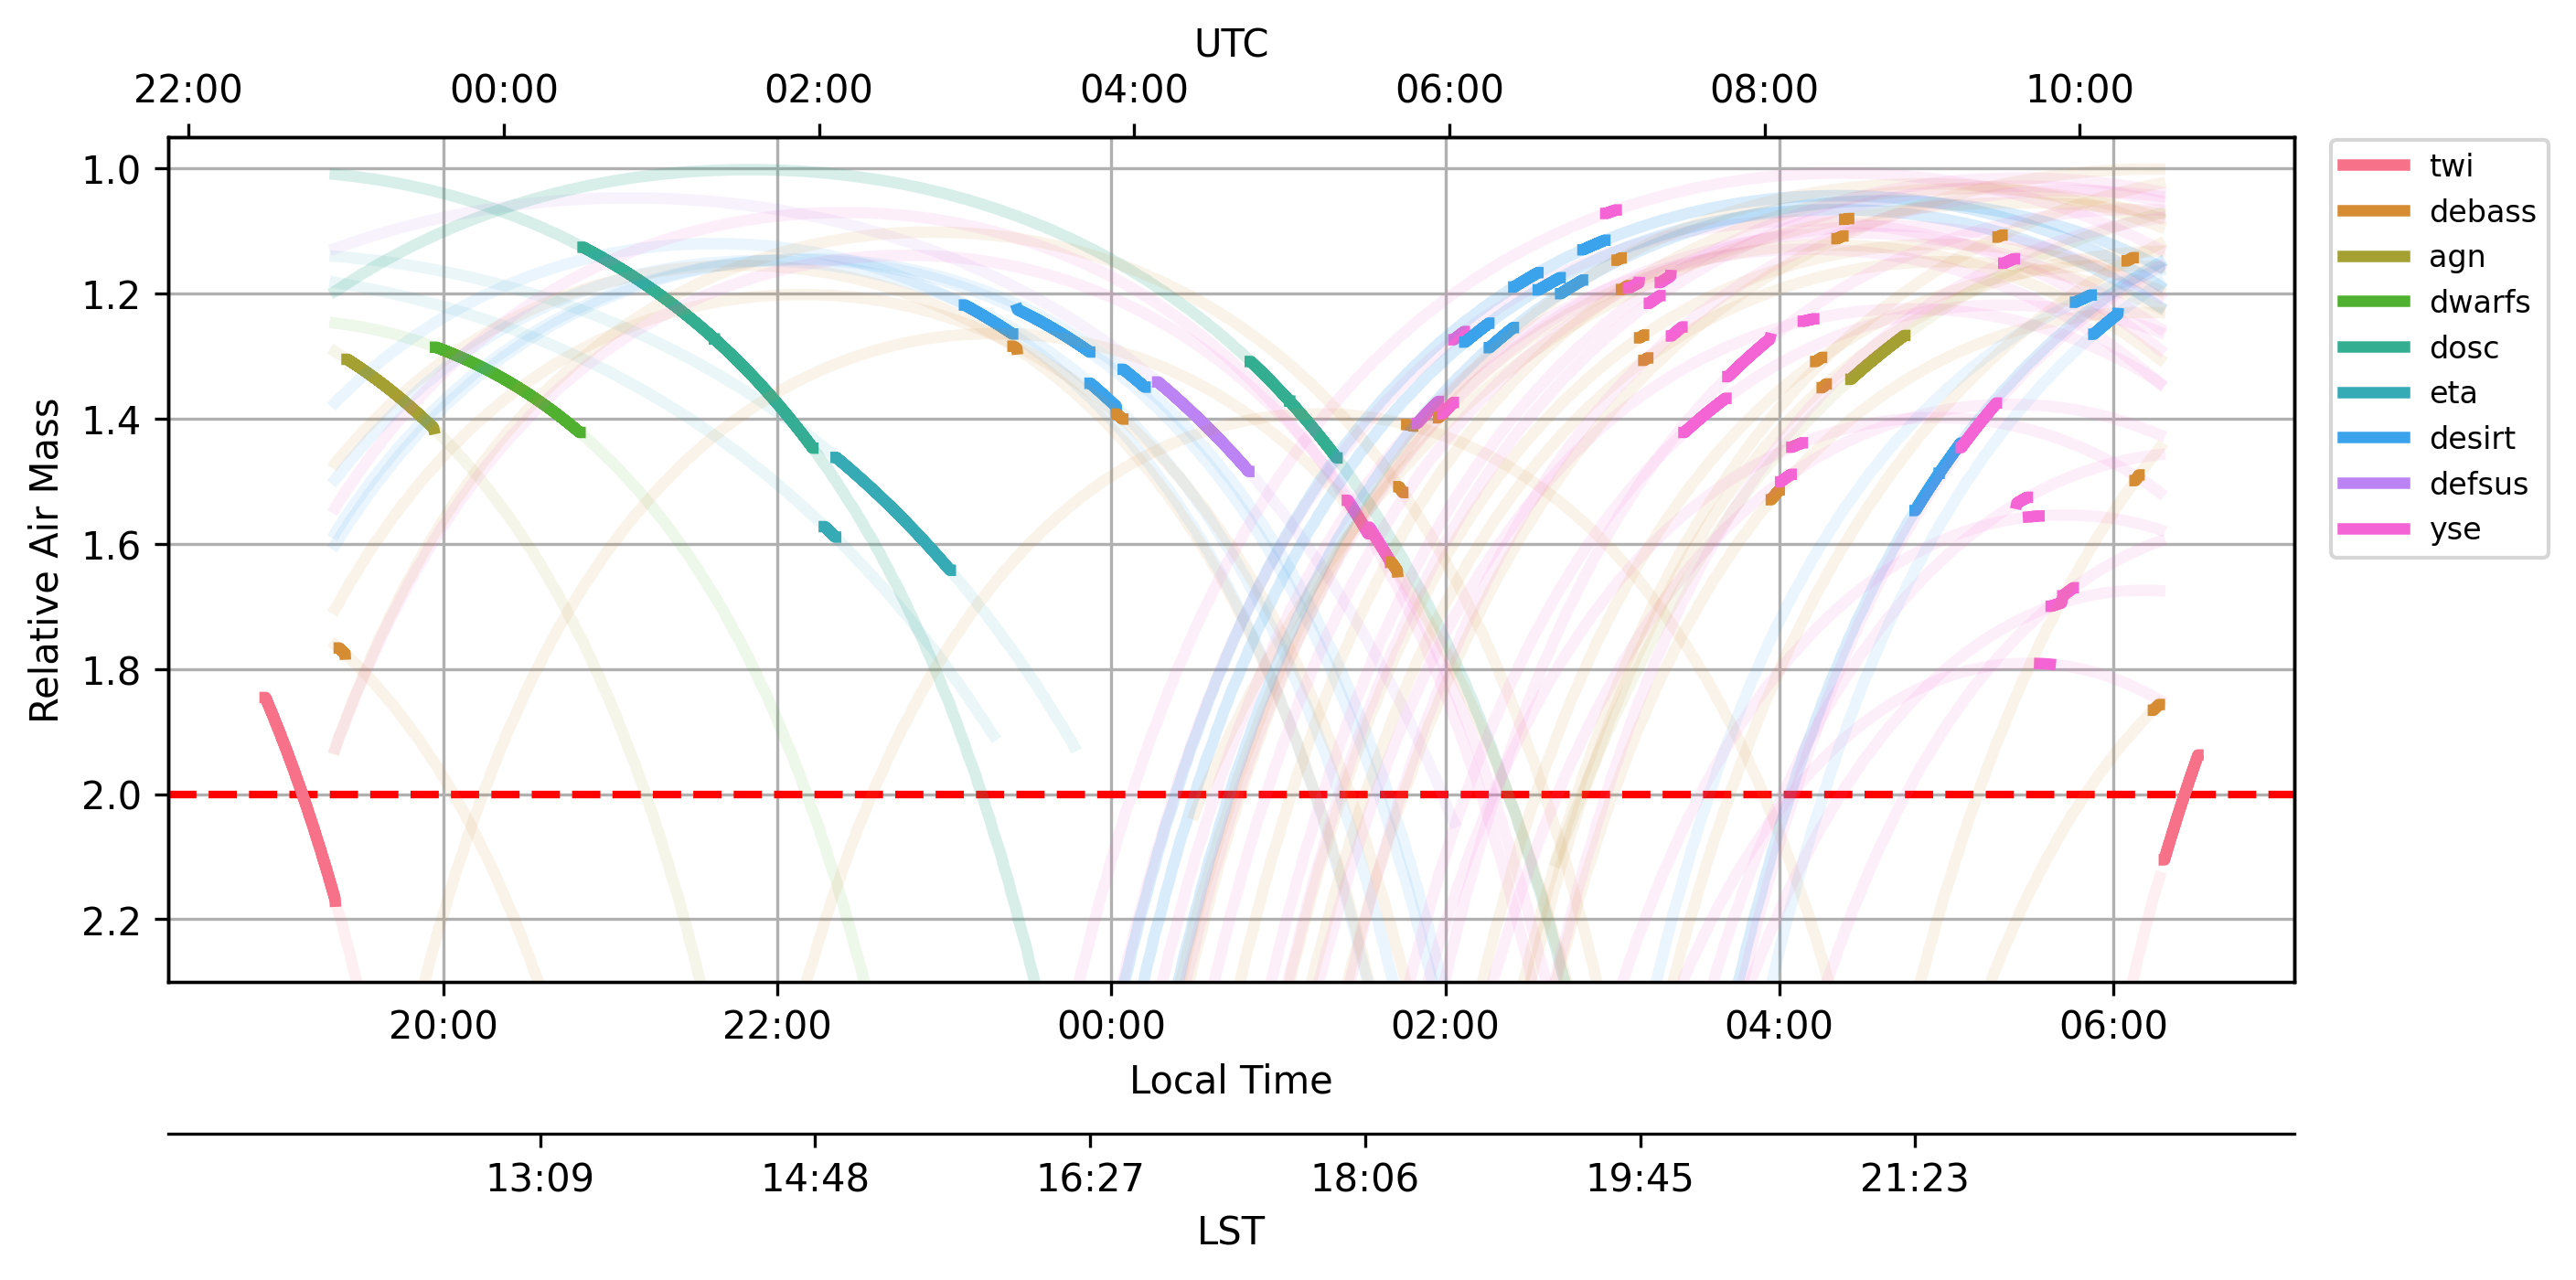 UTC
22:00 00:00 02:00 04:00 06:00 08:00 10:00
Relative Air Mass
1.0
1.2
1.4
1.6
1.8
2.0
2.2
twi
debass
agn
dwarfs
dosc
eta
desirt
defsus
yse
20:00 22:00 00:00 02:00 04:00 06:00
Local Time
13:09 14:48 16:27 18:06 19:45 21:23
LST